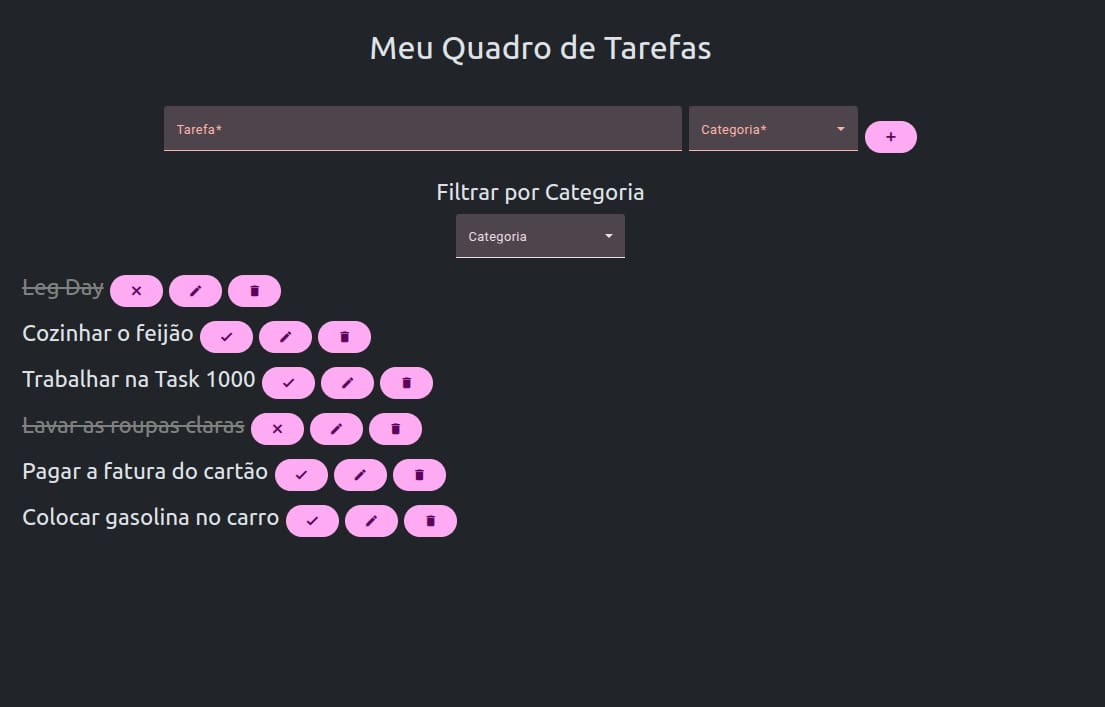 Meu Quadro de Tarefas
Tarefa* Categoria*
Filtrar por Categoria
Categoria
Leg Day
Cozinhar o feijão
Trabalhar na Task 1000
Lavar as roupas claras
Pagar a fatura do cartão
Colocar gasolina no carro